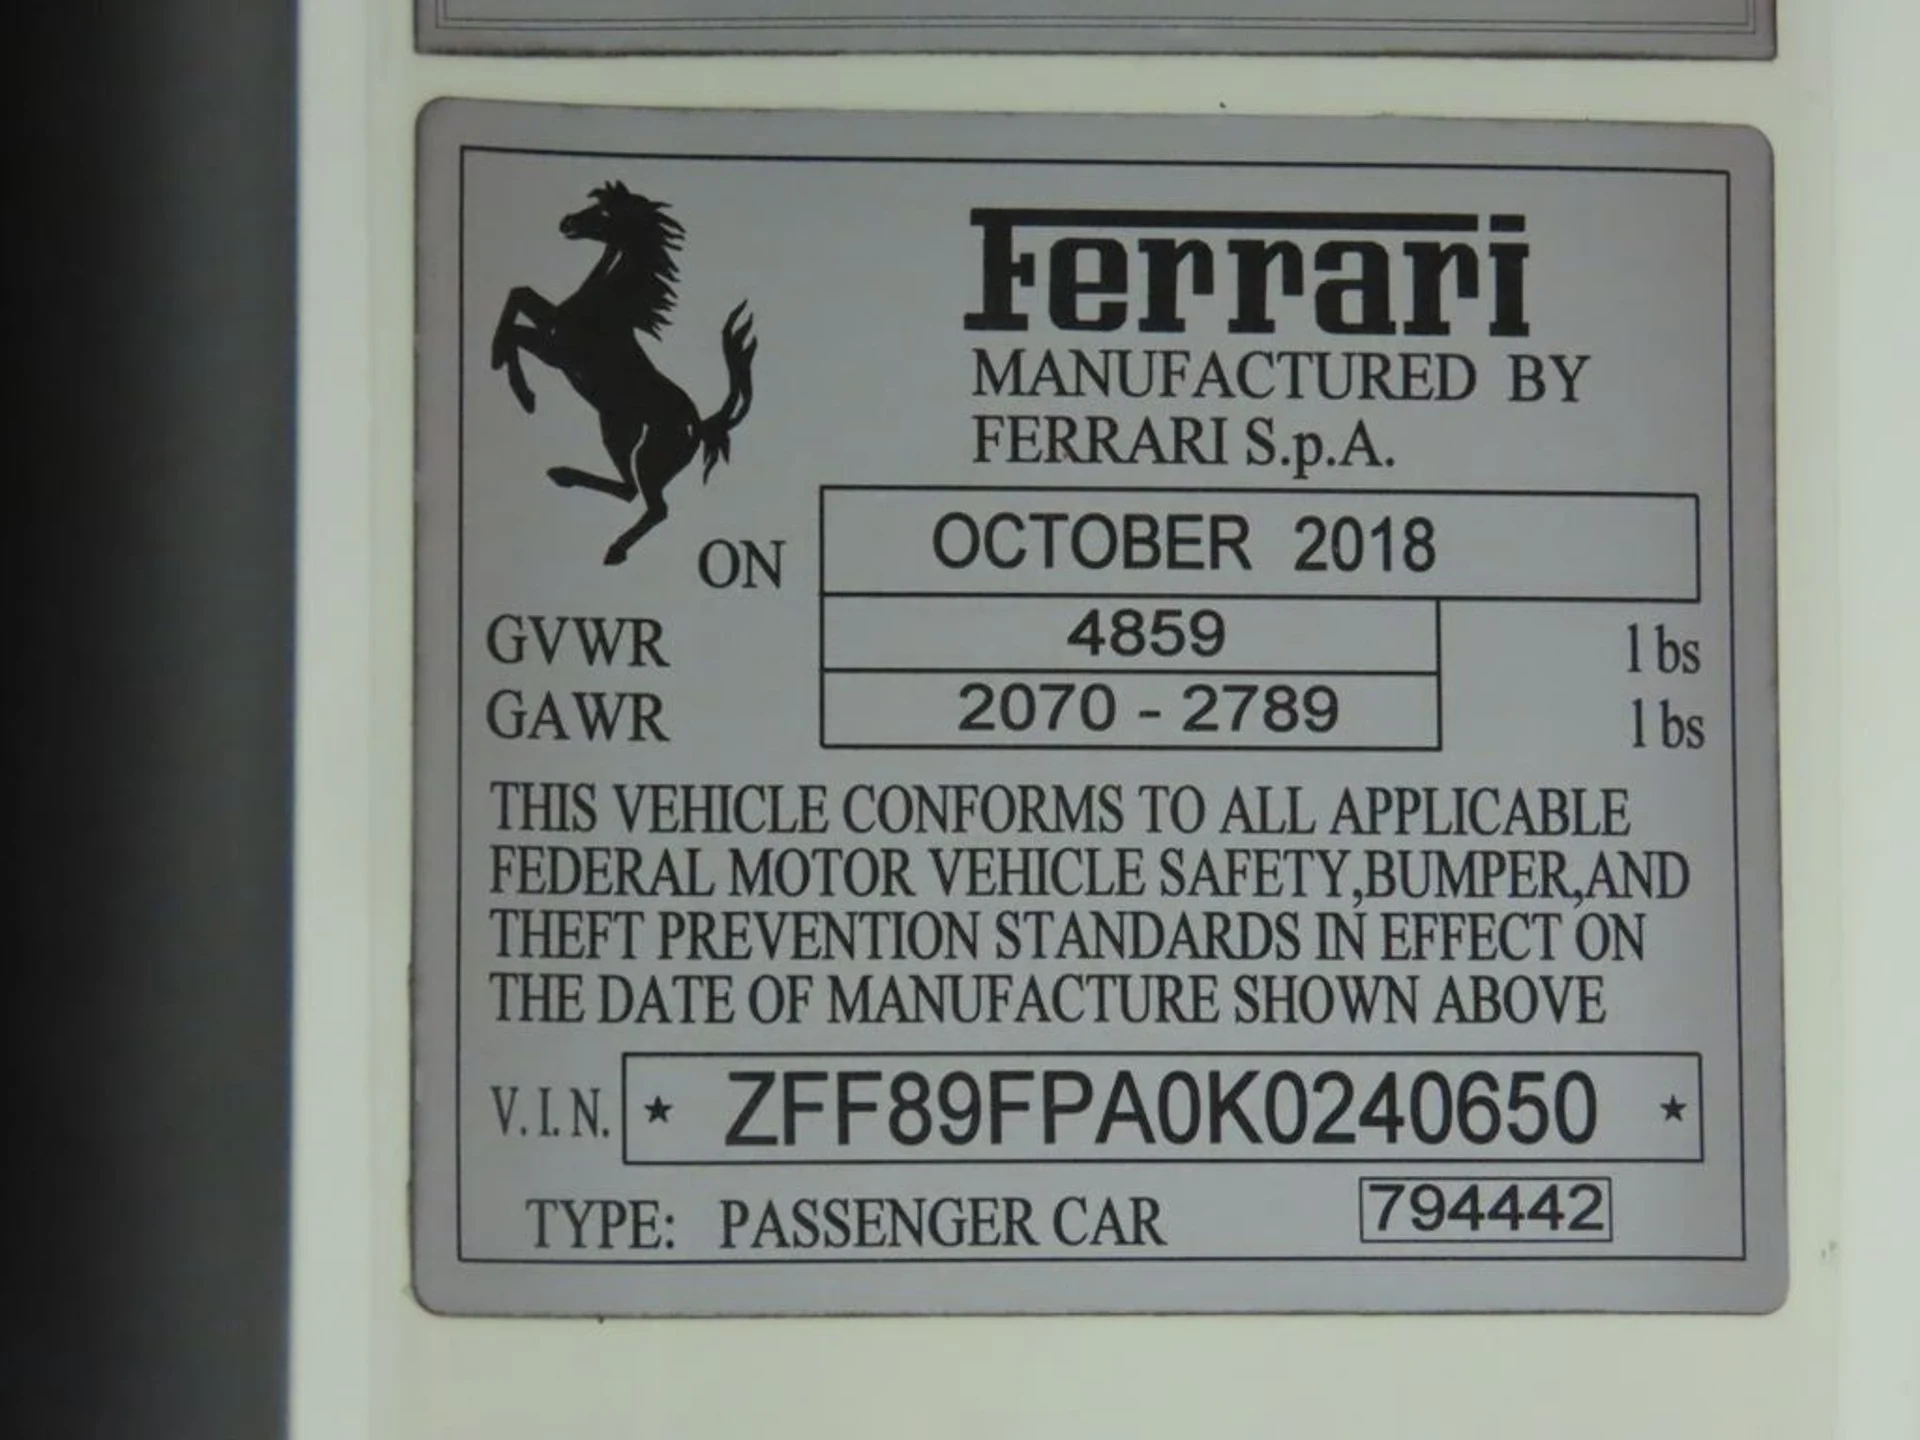 Ferrari
MANUFACTURED BY
FERRARI S.p.A.
ON OCTOBER 2018
GVWR 4859 lbs
GAWR 2070 - 2789 lbs
THIS VEHICLE CONFORMS TO ALL APPLICABLE
FEDERAL MOTOR VEHICLE SAFETY,BUMPER,AND
THEFT PREVENTION STANDARDS IN EFFECT ON
THE DATE OF MANUFACTURE SHOWN ABOVE
V.I.N. ★ ZFF89FPA0K0240650 ★
TYPE: PASSENGER CAR 794442